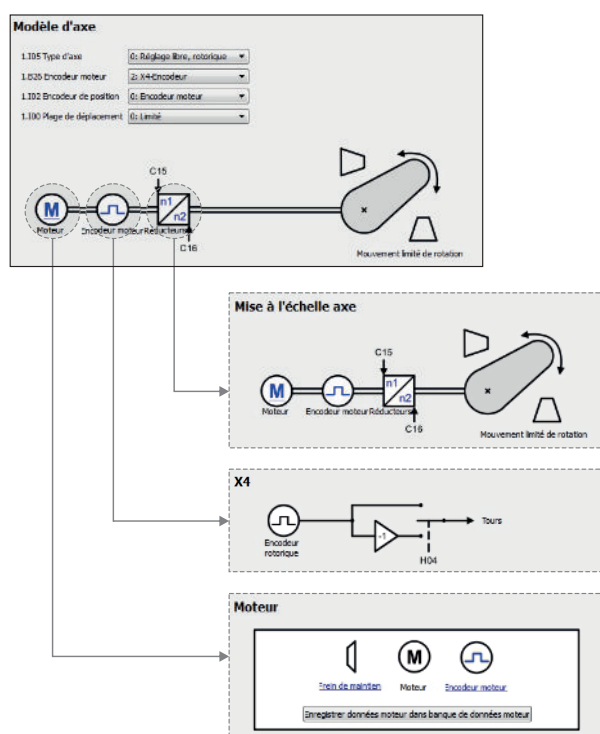 Modèle d'axe
1.I05 Type d'axe 0: Réglage libre, rotorique
1.B26 Encodeur moteur 2: X4-Encodeur
1.I02 Encodeur de position 0: Encodeur moteur
1.I00 Plage de déplacement 0: Limité
C15
M
n1
n2
Moteur Encodeur moteur Réducteurs
C16
Mouvement limité de rotation
Mise à l'échelle axe
C15
M
n1
n2
Moteur Encodeur moteur Réducteurs
C16
Mouvement limité de rotation
X4
-1
Tours
Encodeur
rotorique
H04
Moteur
M
Frein de maintien Moteur Encodeur moteur
Enregistrer données moteur dans banque de données moteur